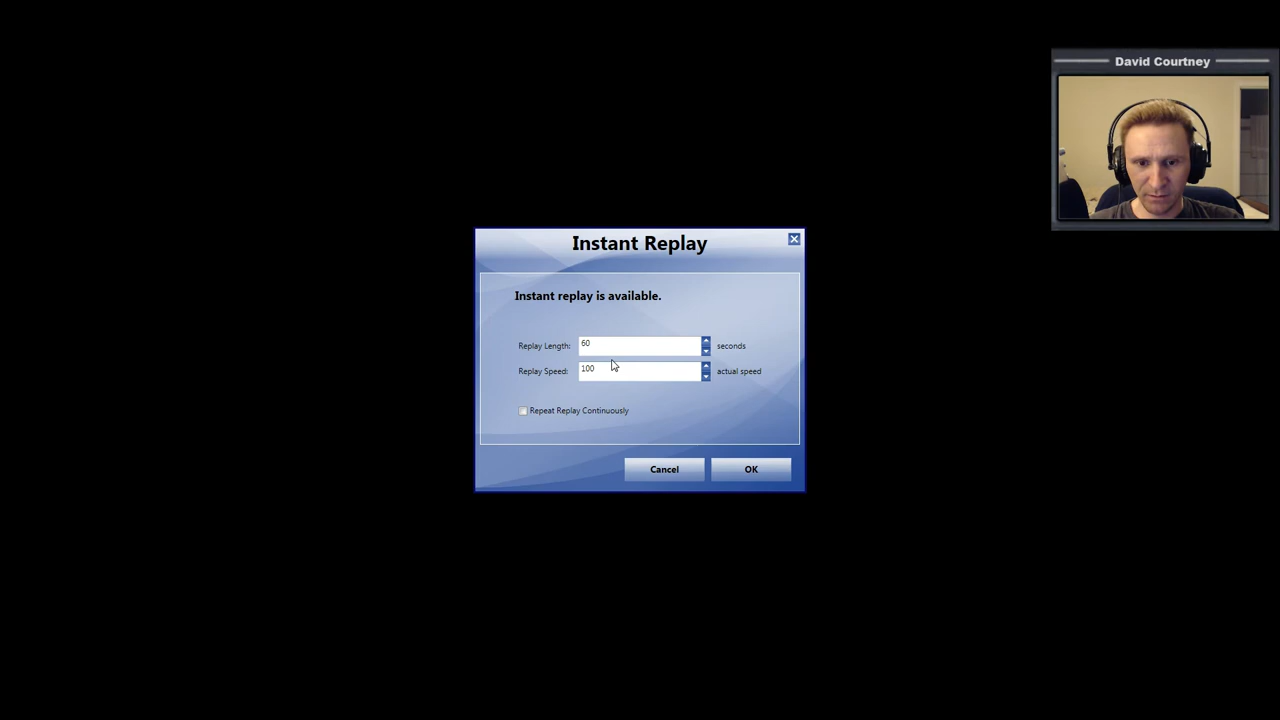 David Courtney
Instant Replay
Instant replay is available.
Replay Length: 60 seconds
Replay Speed: 100 actual speed
Repeat Replay Continuously
Cancel OK